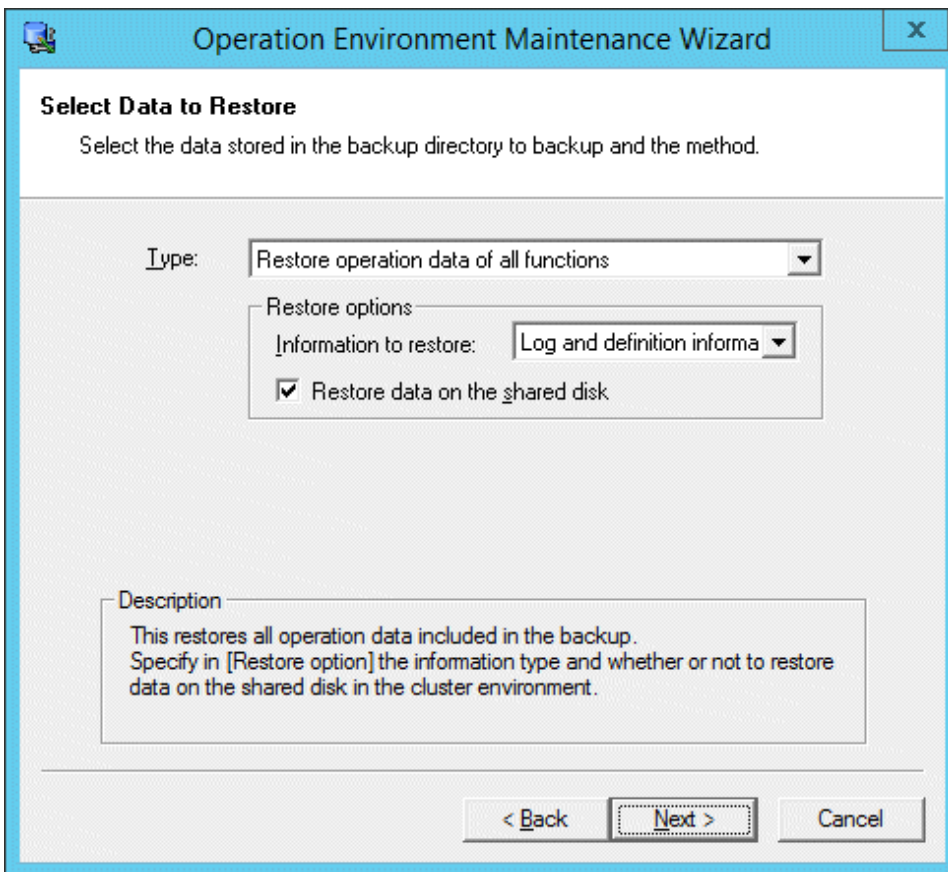 Operation Environment Maintenance Wizard
x
Select Data to Restore
Select the data stored in the backup directory to backup and the method.
Type:
Restore operation data of all functions
Restore options
Information to restore:
Log and definition informa
Restore data on the shared disk
Description
This restores all operation data included in the backup.
Specify in [Restore option] the information type and whether or not to restore
data on the shared disk in the cluster environment.
< Back
Next >
Cancel